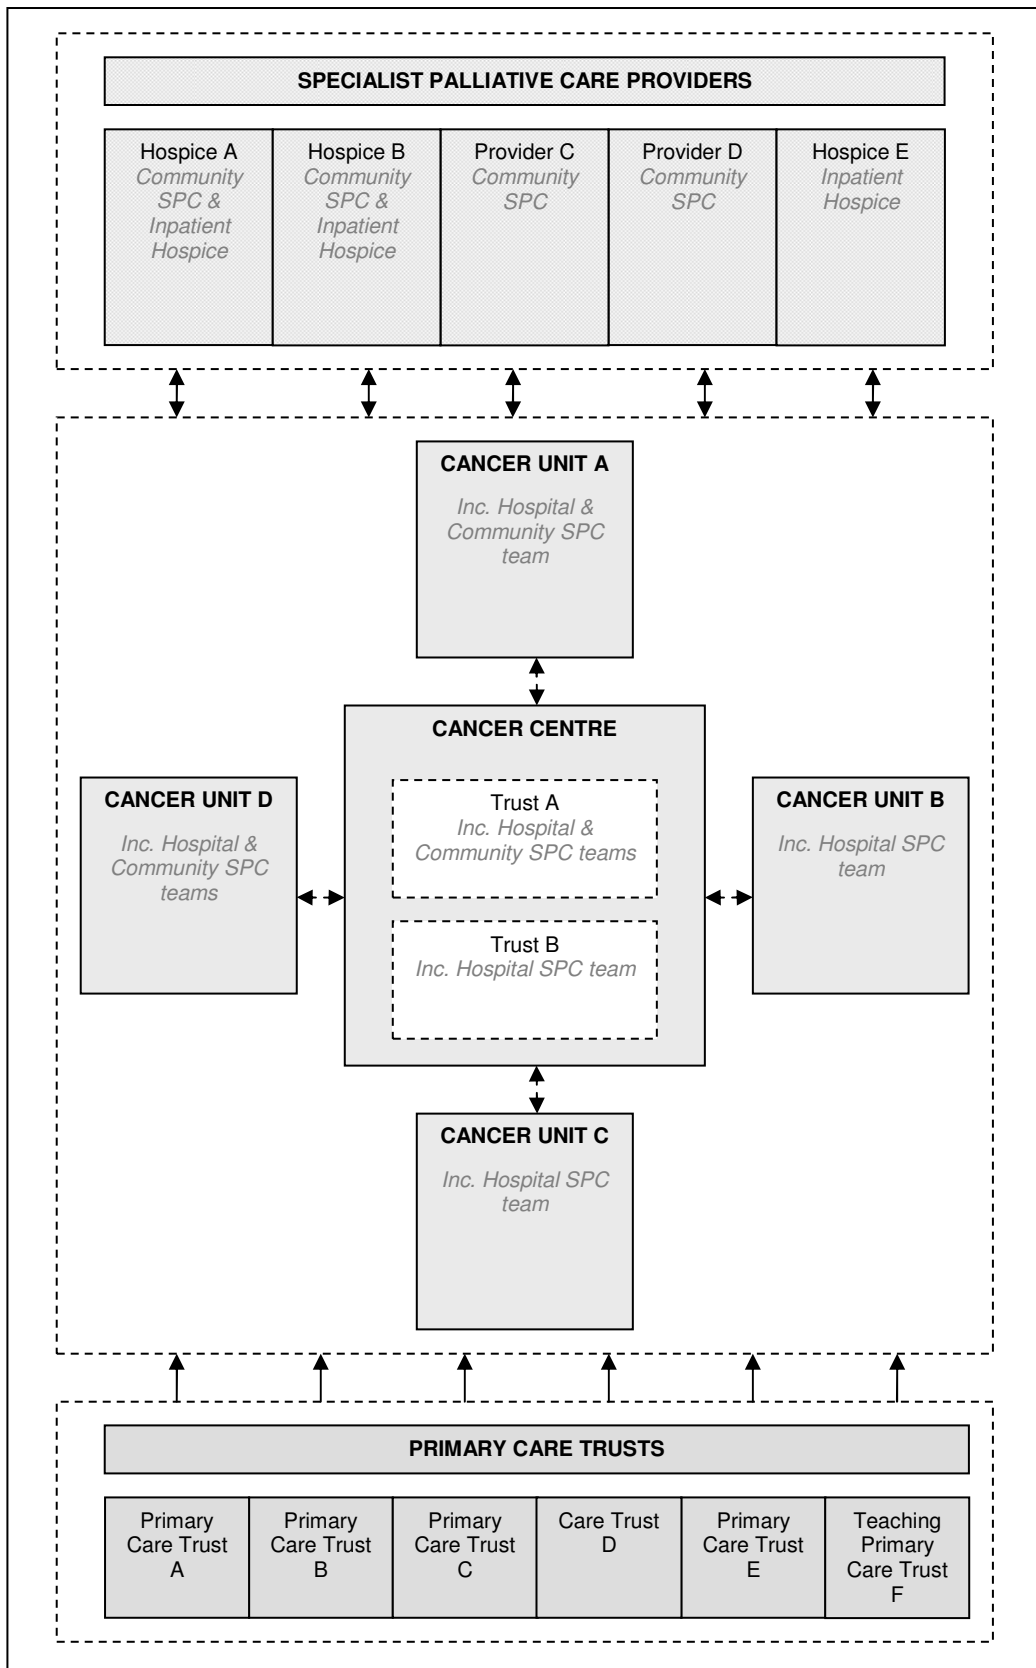 SPECIALIST PALLIATIVE CARE PROVIDERS
Hospice A
Community
SPC &
Inpatient
Hospice
Hospice B
Community
SPC &
Inpatient
Hospice
Provider C
Community
SPC
Provider D
Community
SPC
Hospice E
Inpatient
Hospice
CANCER UNIT A
Inc. Hospital &
Community SPC
team
CANCER CENTRE
Trust A
Inc. Hospital &
Community SPC teams
Trust B
Inc. Hospital SPC team
CANCER UNIT D
Inc. Hospital &
Community SPC
teams
CANCER UNIT B
Inc. Hospital SPC
team
CANCER UNIT C
Inc. Hospital SPC
team
PRIMARY CARE TRUSTS
Primary
Care Trust
A
Primary
Care Trust
B
Primary
Care Trust
C
Care Trust
D
Primary
Care Trust
E
Teaching
Primary
Care Trust
F